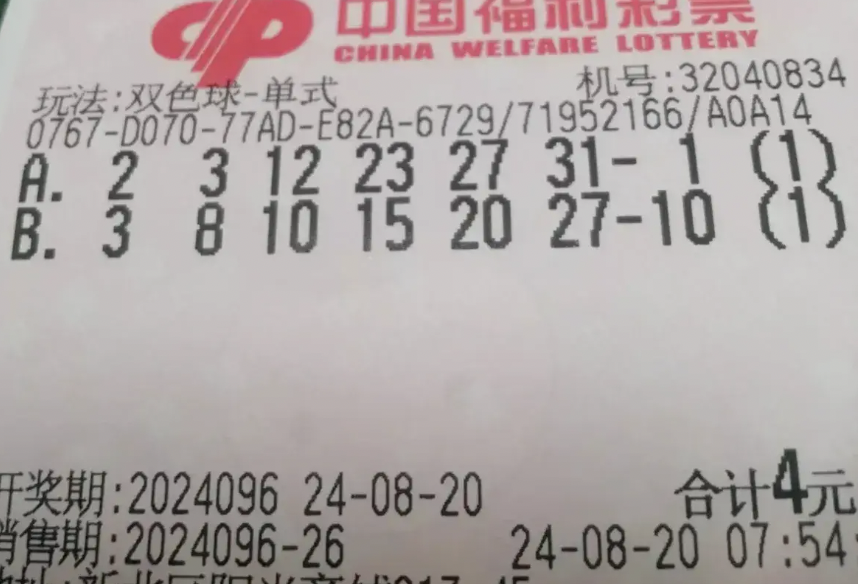 中国福利彩票
CHINA WELFARE LOTTERY
玩法:双色球-单式 机号:32040834
0767-D070-77AD-E82A-6729/71952166/A0A14
A. 2 3 12 23 27 31- 1 (1)
B. 3 8 10 15 20 27-10 (1)
开奖期:2024096 24-08-20 合计4元
销售期:2024096-26 24-08-20 07:54: